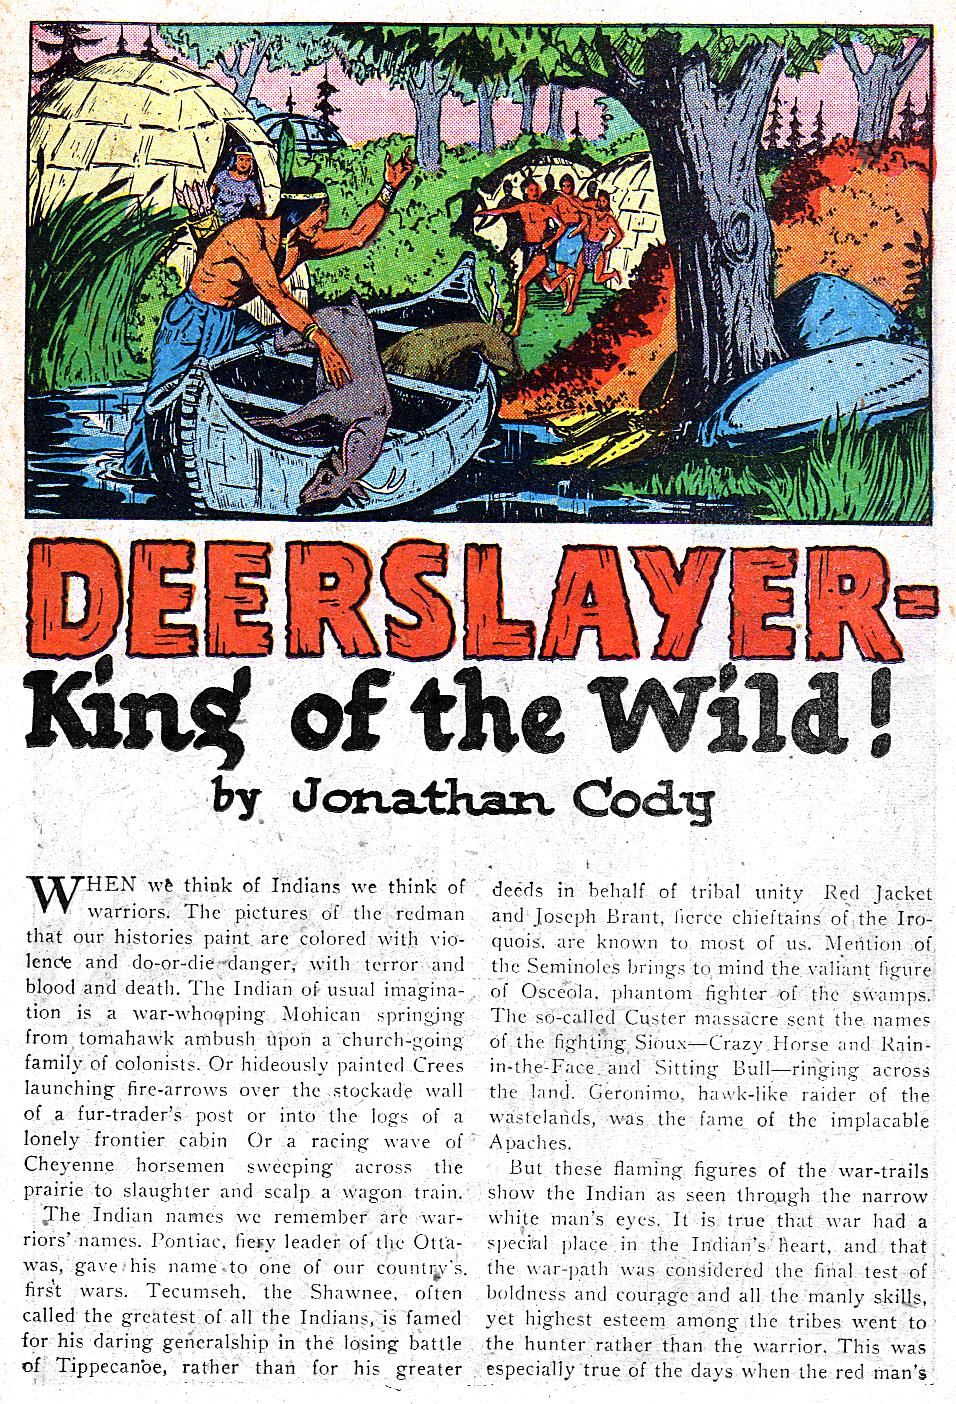 DEERSLAYER-
King of the Wild!
by Jonathan Cody
WHEN we think of Indians we think of
warriors. The pictures of the redman
that our histories paint are colored with vio-
lence and do-or-die danger, with terror and
blood and death. The Indian of usual imagina-
tion is a war-whooping Mohican springing
from tomahawk ambush upon a church-going
family of colonists. Or hideously painted Crees
launching fire-arrows over the stockade wall
of a fur-trader's post or into the logs of a
lonely frontier cabin Or a racing wave of
Cheyenne horsemen sweeping across the
prairie to slaughter and scalp a wagon train.
The Indian names we remember are war-
riors' names. Pontiac, fiery leader of the Otta-
was, gave his name to one of our country's
first wars. Tecumseh, the Shawnee, often
called the greatest of all the Indians, is famed
for his daring generalship in the losing battle
of Tippecanoe, rather than for his greater
deeds in behalf of tribal unity Red Jacket
and Joseph Brant, fierce chieftains of the Iro-
quois, are known to most of us. Mention of
the Seminoles brings to mind the valiant figure
of Osceola, phantom fighter of the swamps.
The so-called Custer massacre sent the names
of the fighting Sioux—Crazy Horse and Rain-
in-the-Face and Sitting Bull—ringing across
the land. Geronimo, hawk-like raider of the
wastelands, was the fame of the implacable
Apaches.
But these flaming figures of the war-trails
show the Indian as seen through the narrow
white man's eyes. It is true that war had a
special place in the Indian's heart, and that
the war-path was considered the final test of
boldness and courage and all the manly skills,
yet highest esteem among the tribes went to
the hunter rather than the warrior. This was
especially true of the days when the red man's